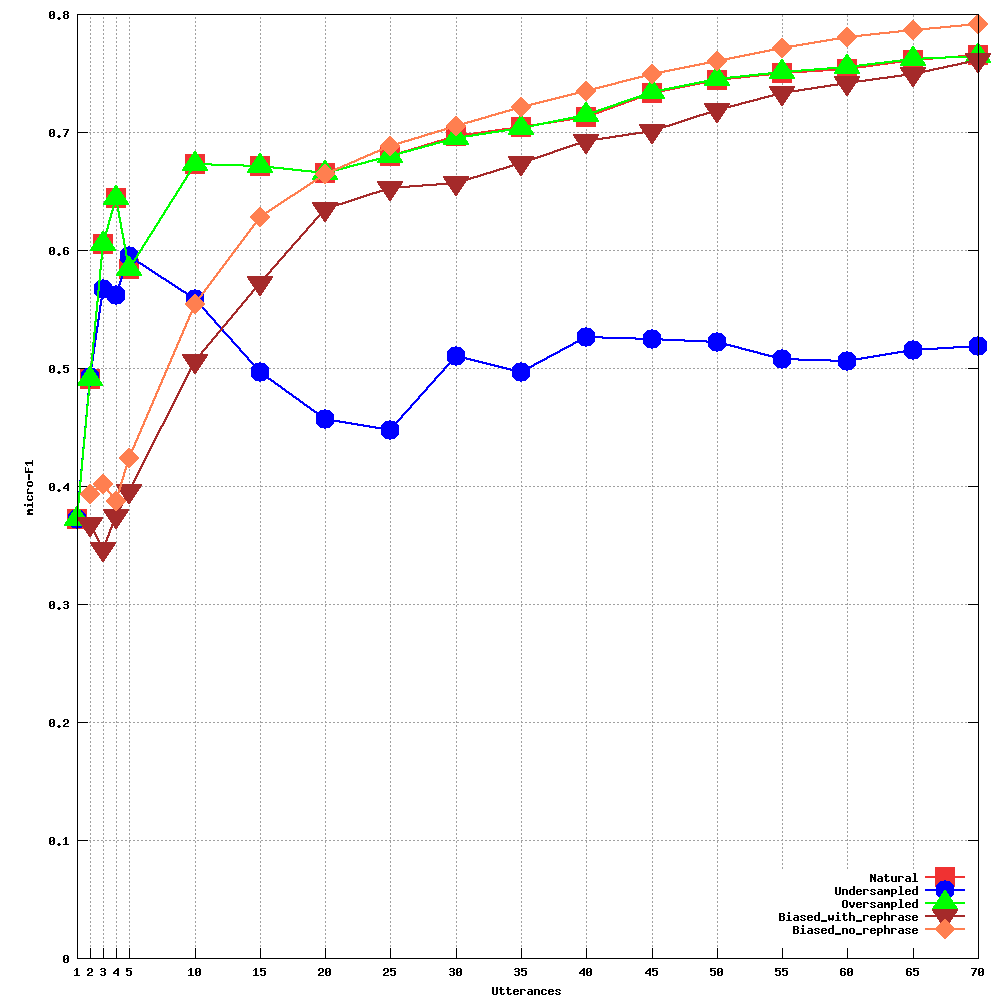 0.8
0.7
0.6
0.5
0.4
0.3
0.2
0.1
0
micro-F1
1 2 3 4 5 10 15 20 25 30 35 40 45 50 55 60 65 70
Utterances
Natural
Undersampled
Oversampled
Biased_with_rephrase
Biased_no_rephrase